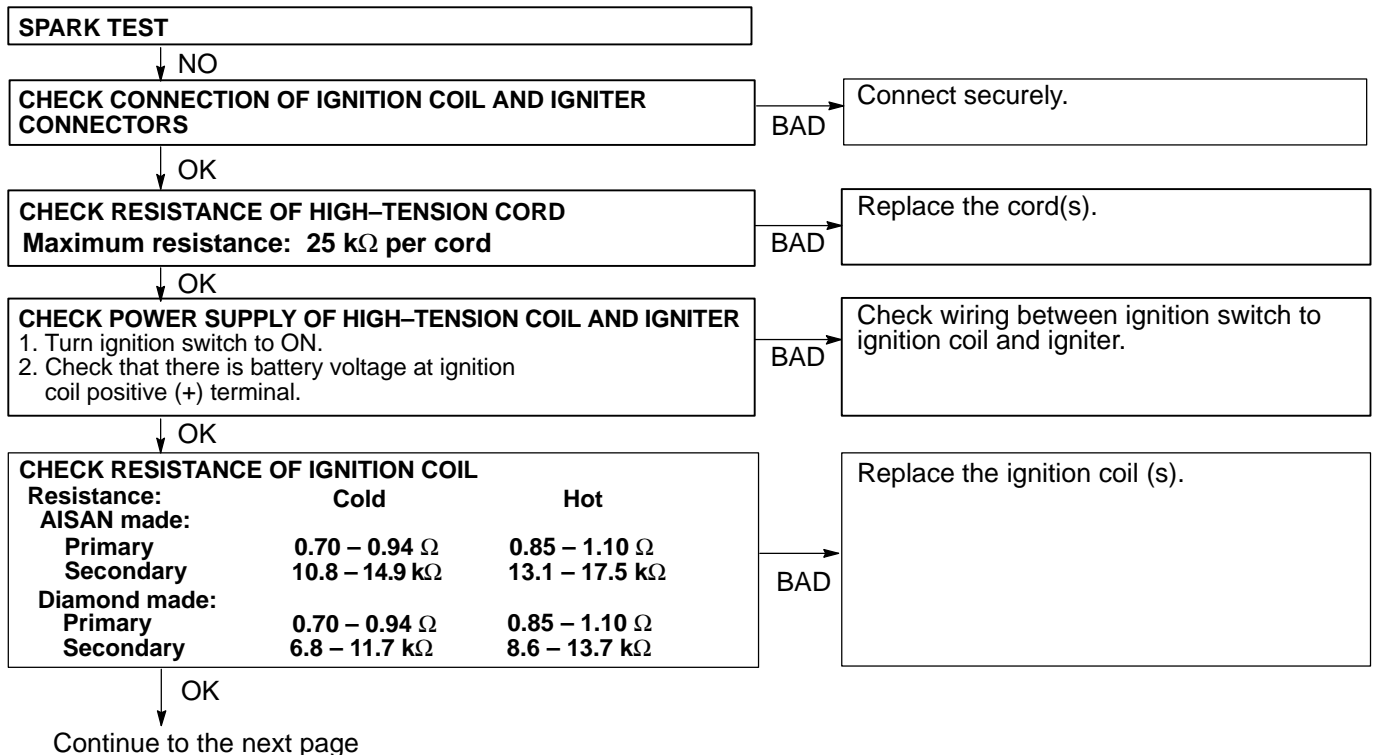 SPARK TEST
NO
CHECK CONNECTION OF IGNITION COIL AND IGNITER
CONNECTORS
BAD
Connect securely.
OK
CHECK RESISTANCE OF HIGH–TENSION CORD
Maximum resistance: 25 kΩ per cord
BAD
Replace the cord(s).
OK
CHECK POWER SUPPLY OF HIGH–TENSION COIL AND IGNITER
1. Turn ignition switch to ON.
2. Check that there is battery voltage at ignition
coil positive (+) terminal.
BAD
Check wiring between ignition switch to
ignition coil and igniter.
OK
CHECK RESISTANCE OF IGNITION COIL
Resistance: Cold Hot
AISAN made:
Primary 0.70 – 0.94 Ω 0.85 – 1.10 Ω
Secondary 10.8 – 14.9 kΩ 13.1 – 17.5 kΩ
Diamond made:
Primary 0.70 – 0.94 Ω 0.85 – 1.10 Ω
Secondary 6.8 – 11.7 kΩ 8.6 – 13.7 kΩ
BAD
Replace the ignition coil (s).
OK
Continue to the next page